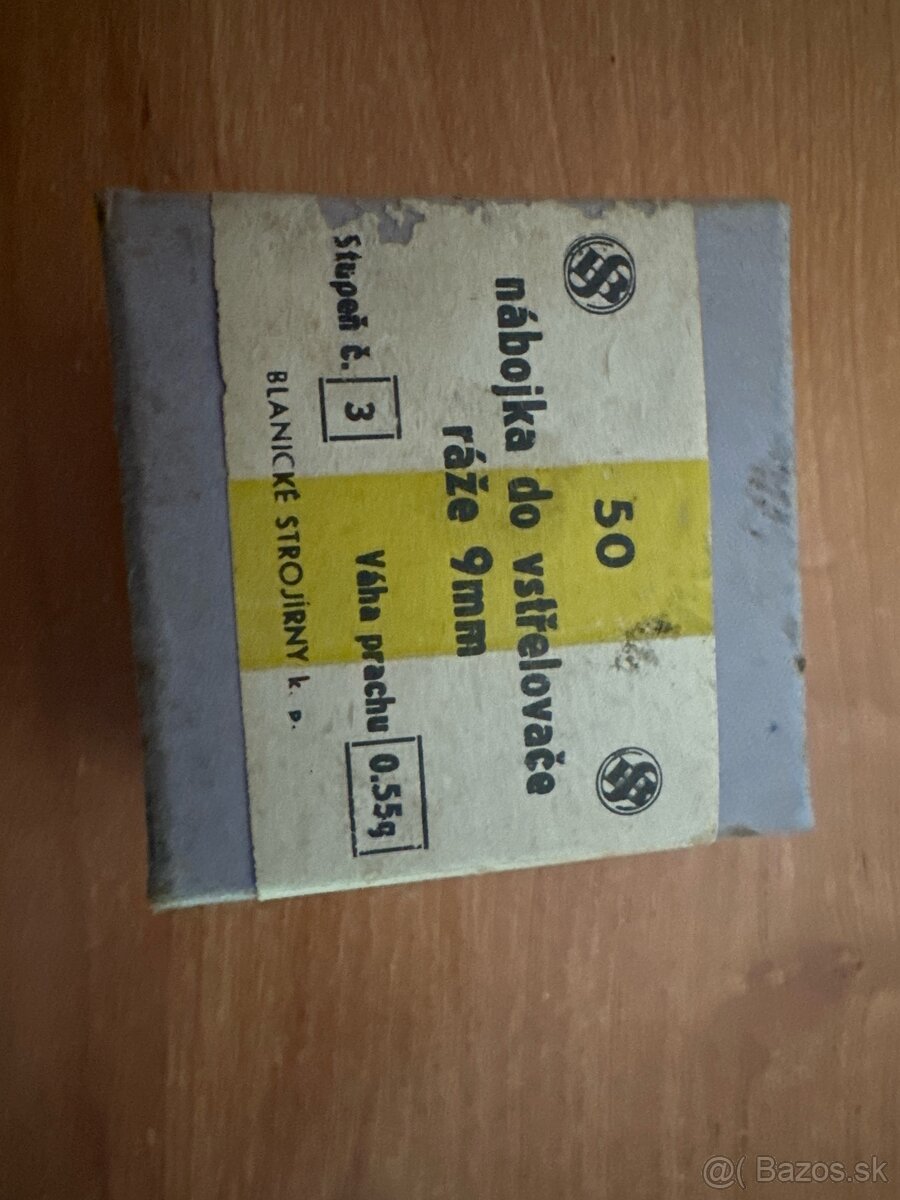 50
nábojka do vstřelovače
ráže 9mm
Stupeň č. 3 Váha prachu 0.55g
BLANICKÉ STROJÍRNY k. p.
@( Bazos.sk